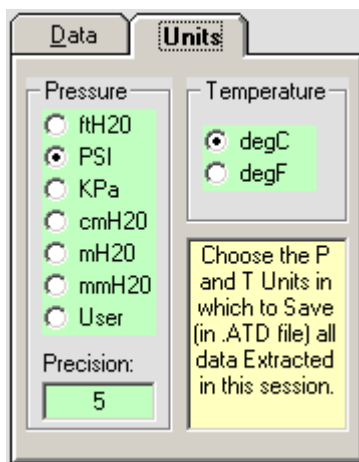 Data
Units
Pressure
ftH20
PSI
KPa
cmH20
mH20
mmH20
User
Precision:
5
Temperature
degC
degF
Choose the P
and T Units in
which to Save
(in .ATD file) all
data Extracted
in this session.